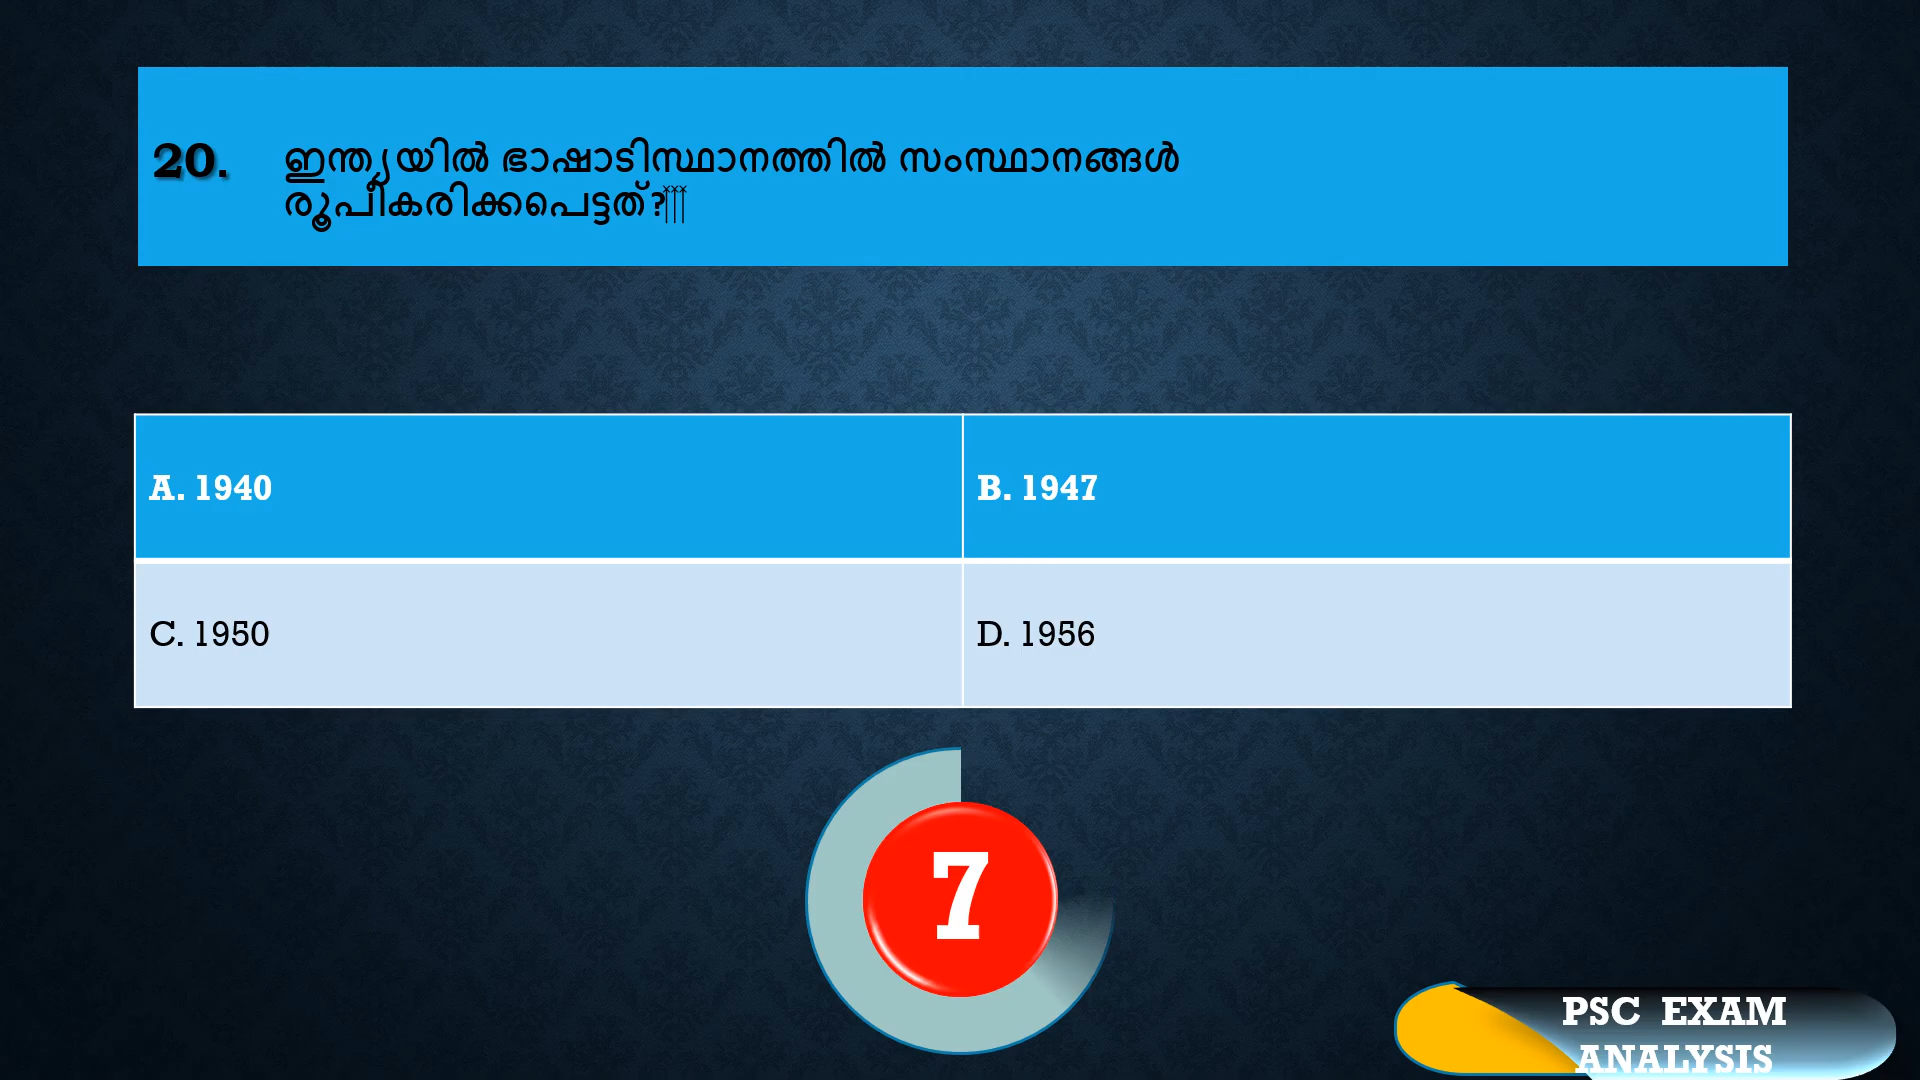 20. ഇന്ത്യയിൽ ഭാഷാടിസ്ഥാനത്തിൽ സംസ്ഥാനങ്ങൾ
രൂപീകരിക്കപെട്ടത്?
A. 1940
B. 1947
C. 1950
D. 1956
7
PSC EXAM
ANALYSIS